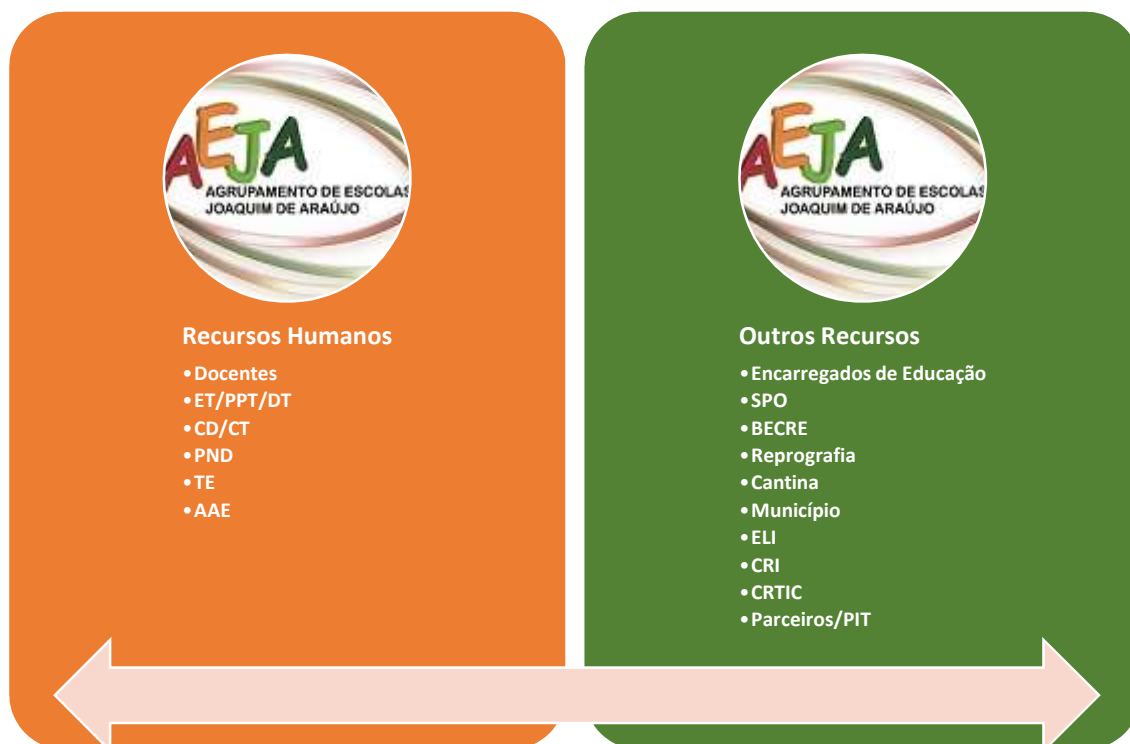 AEJA
AGRUPAMENTO DE ESCOLAS
JOAQUIM DE ARAÚJO
Recursos Humanos
•Docentes
•ET/PPT/DT
•CD/CT
•PND
•TE
•AAE
AEJA
AGRUPAMENTO DE ESCOLAS
JOAQUIM DE ARAÚJO
Outros Recursos
•Encarregados de Educação
•SPO
•BECRE
•Reprografia
•Cantina
•Município
•ELI
•CRI
•CRTIC
•Parceiros/PIT